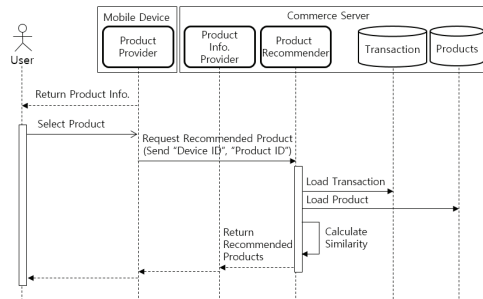 Mobile Device
Commerce Server
User
Product
Provider
Product
Info.
Provider
Product
Recommender
Transaction
Products
Return Product Info.
Select Product
Request Recommended Product
(Send “Device ID”, “Product ID”)
Load Transaction
Load Product
Calculate
Similarity
Return
Recommended
Products